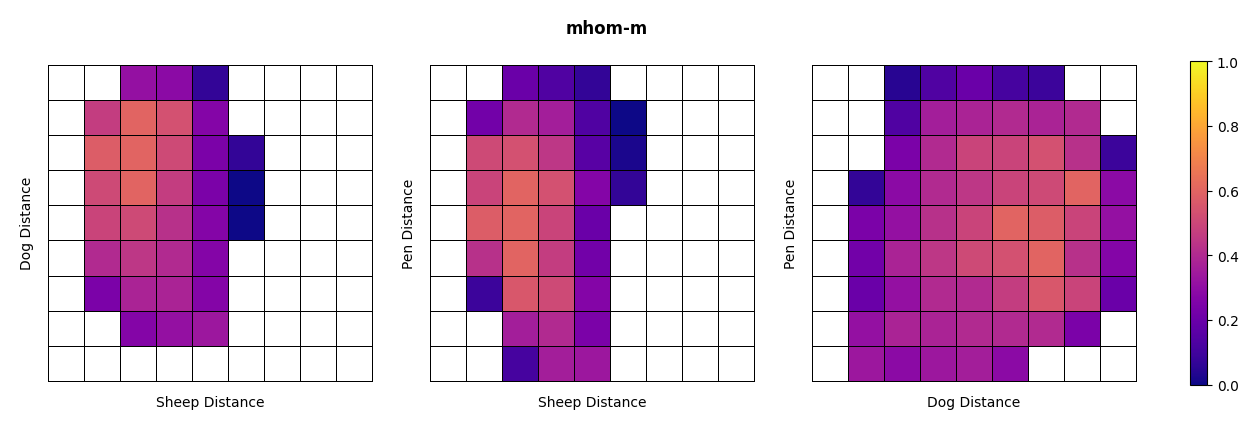 mhom-m
Dog Distance
Sheep Distance
Pen Distance
Sheep Distance
Pen Distance
Dog Distance
1.0
0.8
0.6
0.4
0.2
0.0